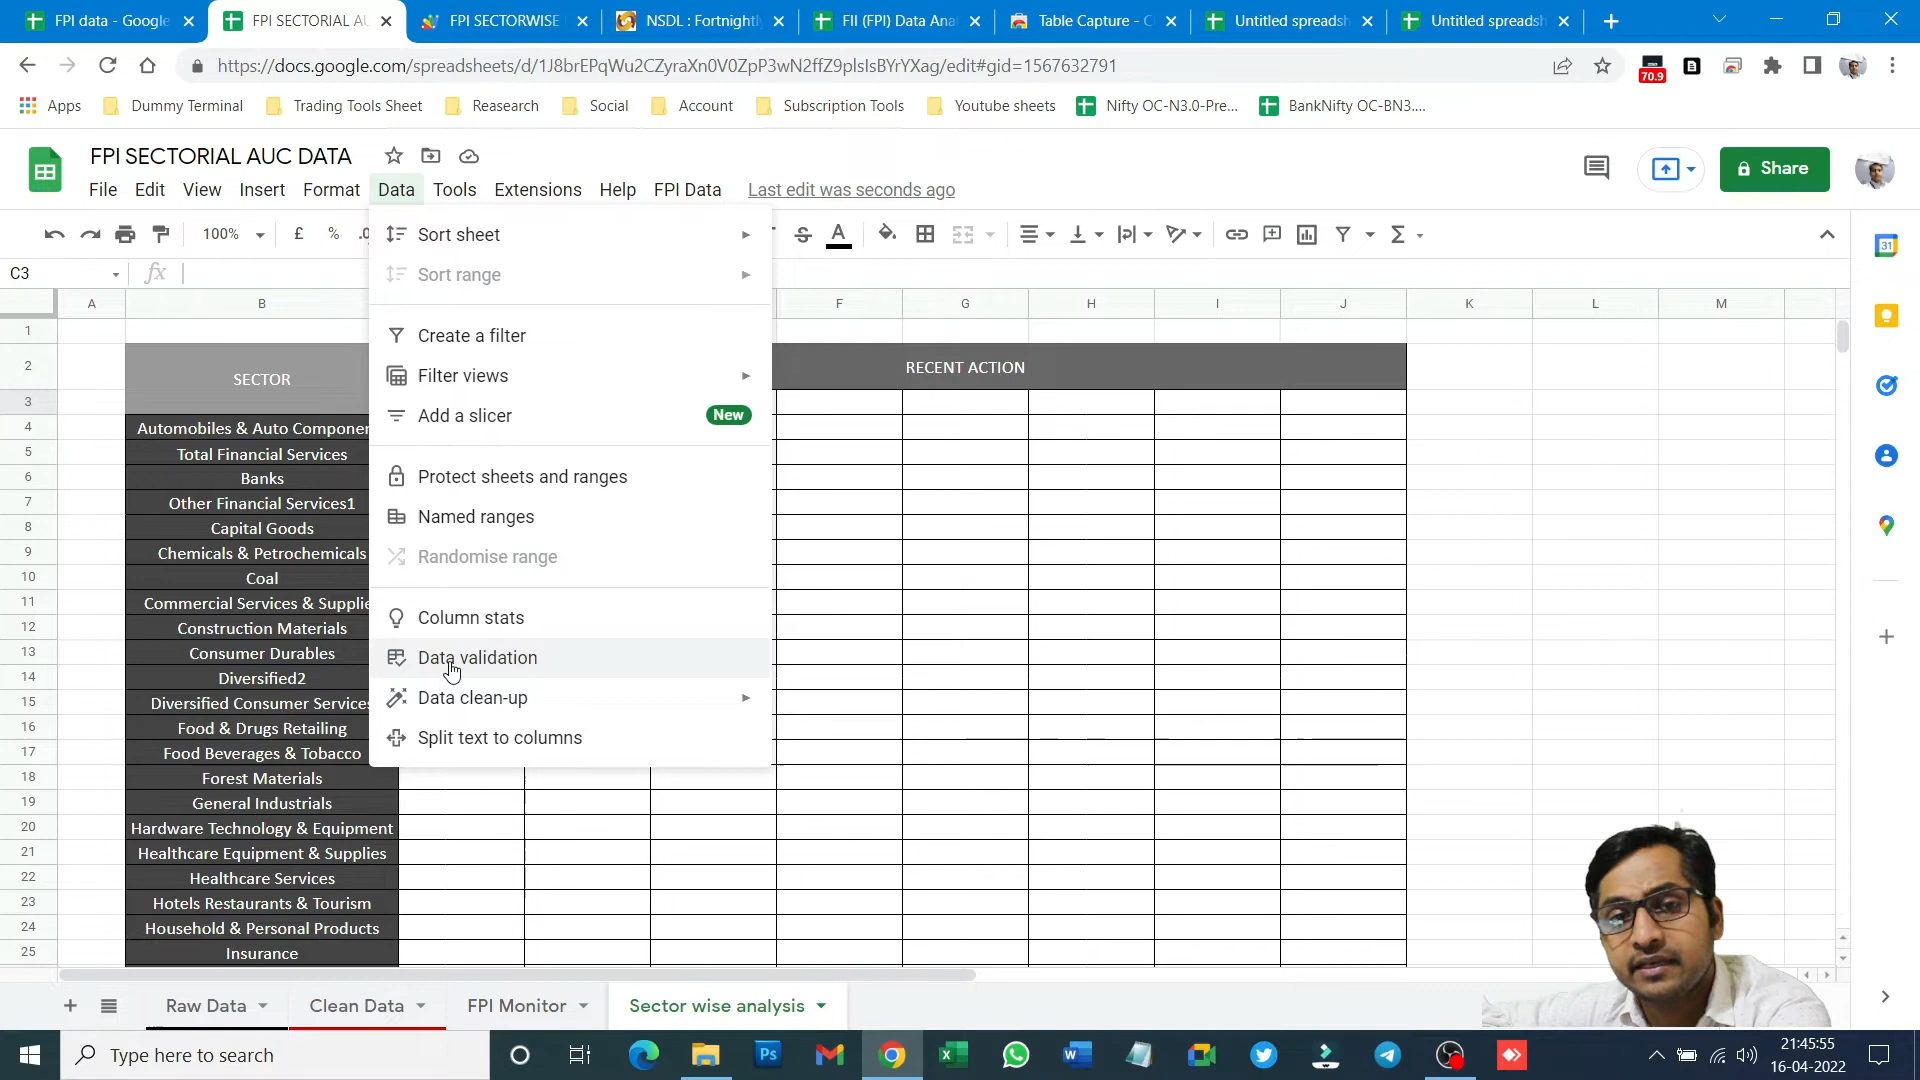 FPI data - Google
FPI SECTORIAL AU
FPI SECTORWISE
NSDL : Fortnightl
FII (FPI) Data Ana
Table Capture - C
Untitled spreadsh
Untitled spreadsh
https://docs.google.com/spreadsheets/d/1J8brEPqWu2CZyraXn0V0ZpP3wN2ffZ9plsIsBYrYXag/edit#gid=1567632791
70.9
Apps
Dummy Terminal
Trading Tools Sheet
Reasearch
Social
Account
Subscription Tools
Youtube sheets
Nifty OC-N3.0-Pre...
BankNifty OC-BN3....
FPI SECTORIAL AUC DATA
File Edit View Insert Format Data Tools Extensions Help FPI Data Last edit was seconds ago
Share
100% £ % .0
C3
A B F G H I J K L M
1
2
SECTOR
RECENT ACTION
3
4 Automobiles & Auto Componen
5 Total Financial Services
6 Banks
7 Other Financial Services1
8 Capital Goods
9 Chemicals & Petrochemicals
10 Coal
11 Commercial Services & Supplie
12 Construction Materials
13 Consumer Durables
14 Diversified2
15 Diversified Consumer Services
16 Food & Drugs Retailing
17 Food Beverages & Tobacco
18 Forest Materials
19 General Industrials
20 Hardware Technology & Equipment
21 Healthcare Equipment & Supplies
22 Healthcare Services
23 Hotels Restaurants & Tourism
24 Household & Personal Products
25 Insurance
Sort sheet
Sort range
Create a filter
Filter views
Add a slicer New
Protect sheets and ranges
Named ranges
Randomise range
Column stats
Data validation
Data clean-up
Split text to columns
31
Raw Data
Clean Data
FPI Monitor
Sector wise analysis
Type here to search
Ps
21:45:55
16-04-2022